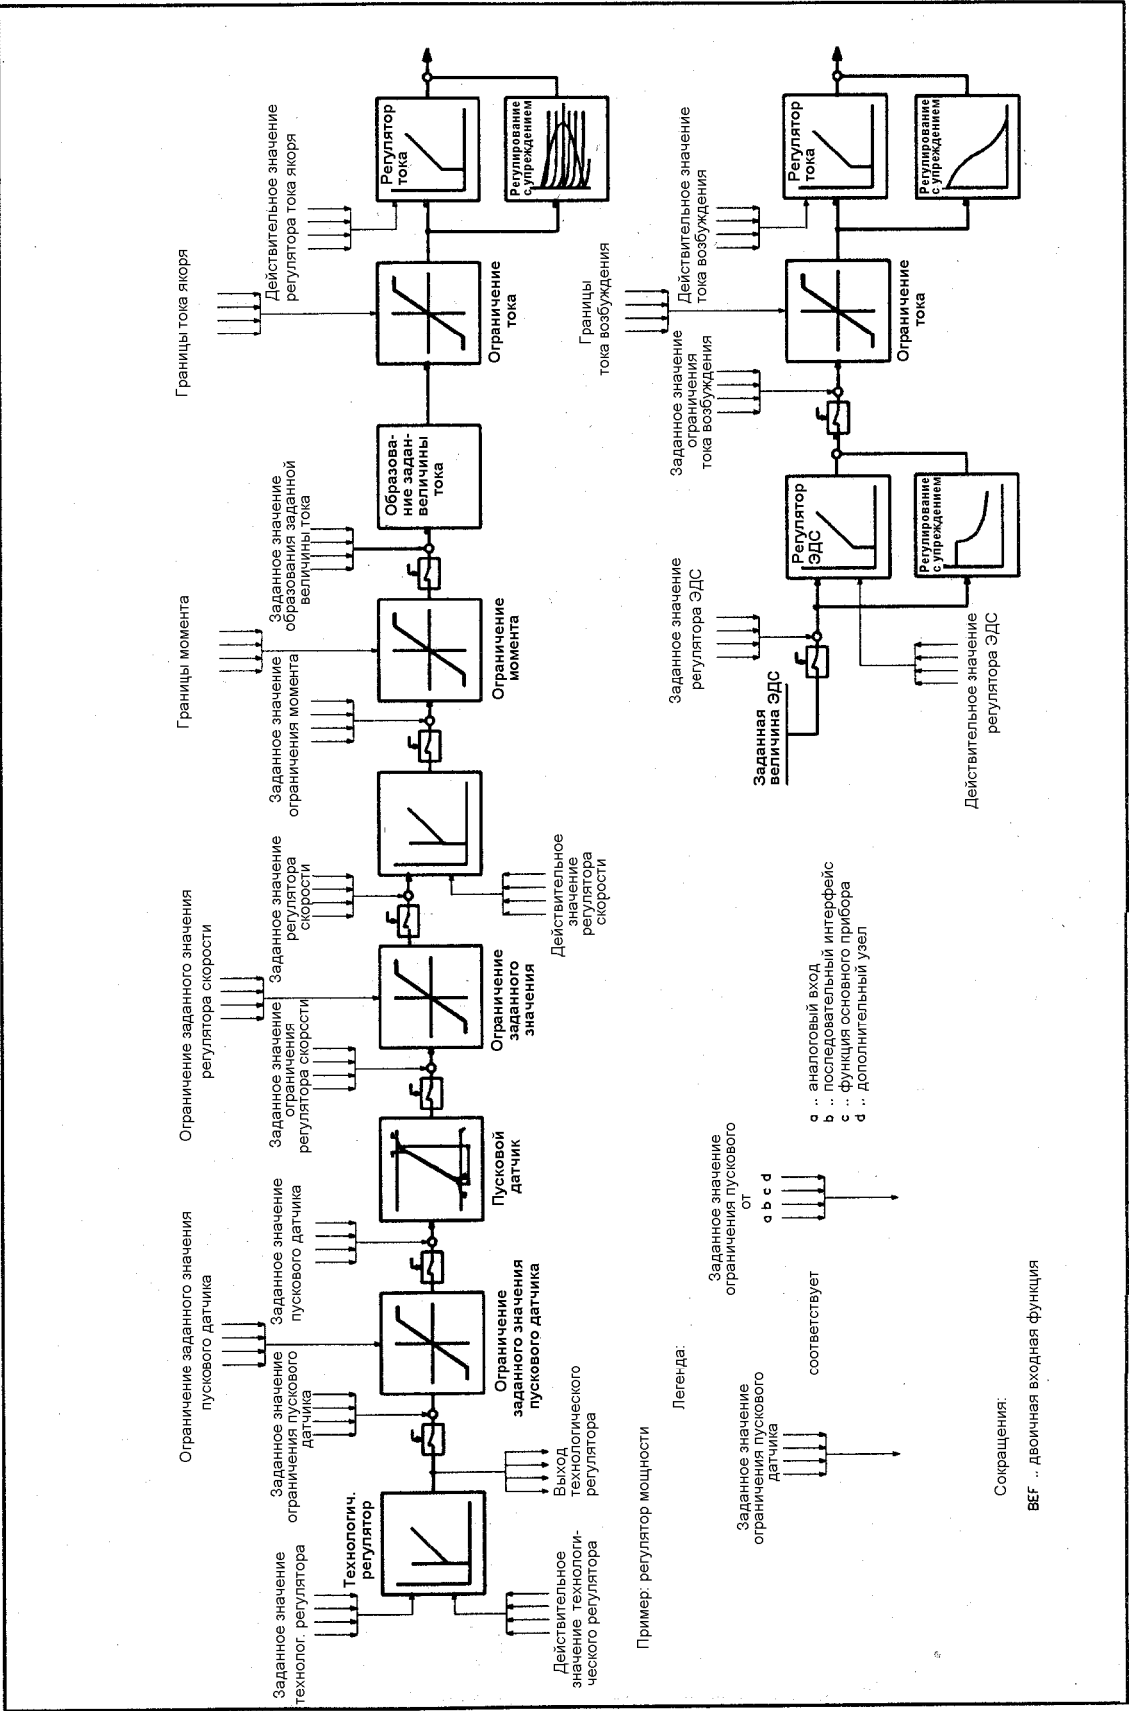 Ограничение заданного значения
пускового датчика
Ограничение заданного значения
регулятора скорости
Границы момента
Границы тока якоря
Заданное значение
технолог. регулятора
Заданное значение
ограничения пускового
датчика
Заданное значение
пускового датчика
Заданное значение
ограничения
регулятора скорости
Заданное значение
регулятора
скорости
Заданное значение
ограничения момента
Заданное значение
образования заданной
величины тока
Действительное значение
регулятора тока якоря
Технологич.
регулятор
Образова-
ние задан-
величины
тока
Регулятор
тока
Ограничение
заданного значения
пускового датчика
Пусковой
датчик
Ограничение
заданного
значения
Ограничение
момента
Ограничение
тока
Регулирование
с упреждением
Действительное
значение технологи-
ческого регулятора
Выход
технологического
регулятора
Действительное
значение
регулятора
скорости
Границы
тока возбуждения
Заданное значение
регулятора ЭДС
Заданное значение
ограничения
тока возбуждения
Действительное значение
тока возбуждения
Заданная
величина ЭДС
Регулятор
ЭДС
Регулятор
тока
Ограничение
тока
Регулирование
с упреждением
Регулирование
с упреждением
Действительное значение
регулятора ЭДС
Пример: регулятор мощности
Легенда:
Заданное значение
ограничения пускового
датчика
соответствует
Заданное значение
ограничения пускового
от
a b c d
a .. аналоговый вход
b .. последовательный интерфейс
c .. функция основного прибора
d .. дополнительный узел
Сокращения:
BEF .. двоичная входная функция